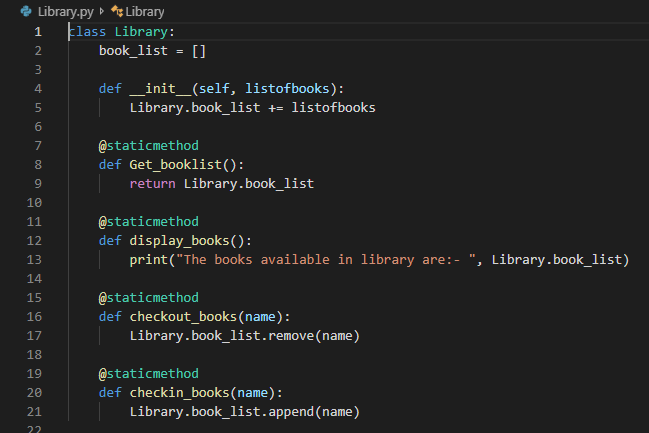 Library.py > Library
1 class Library:
2     book_list = []
3
4     def __init__(self, listofbooks):
5         Library.book_list += listofbooks
6
7     @staticmethod
8     def Get_booklist():
9         return Library.book_list
10
11     @staticmethod
12     def display_books():
13         print("The books available in library are:- ", Library.book_list)
14
15     @staticmethod
16     def checkout_books(name):
17         Library.book_list.remove(name)
18
19     @staticmethod
20     def checkin_books(name):
21         Library.book_list.append(name)
22